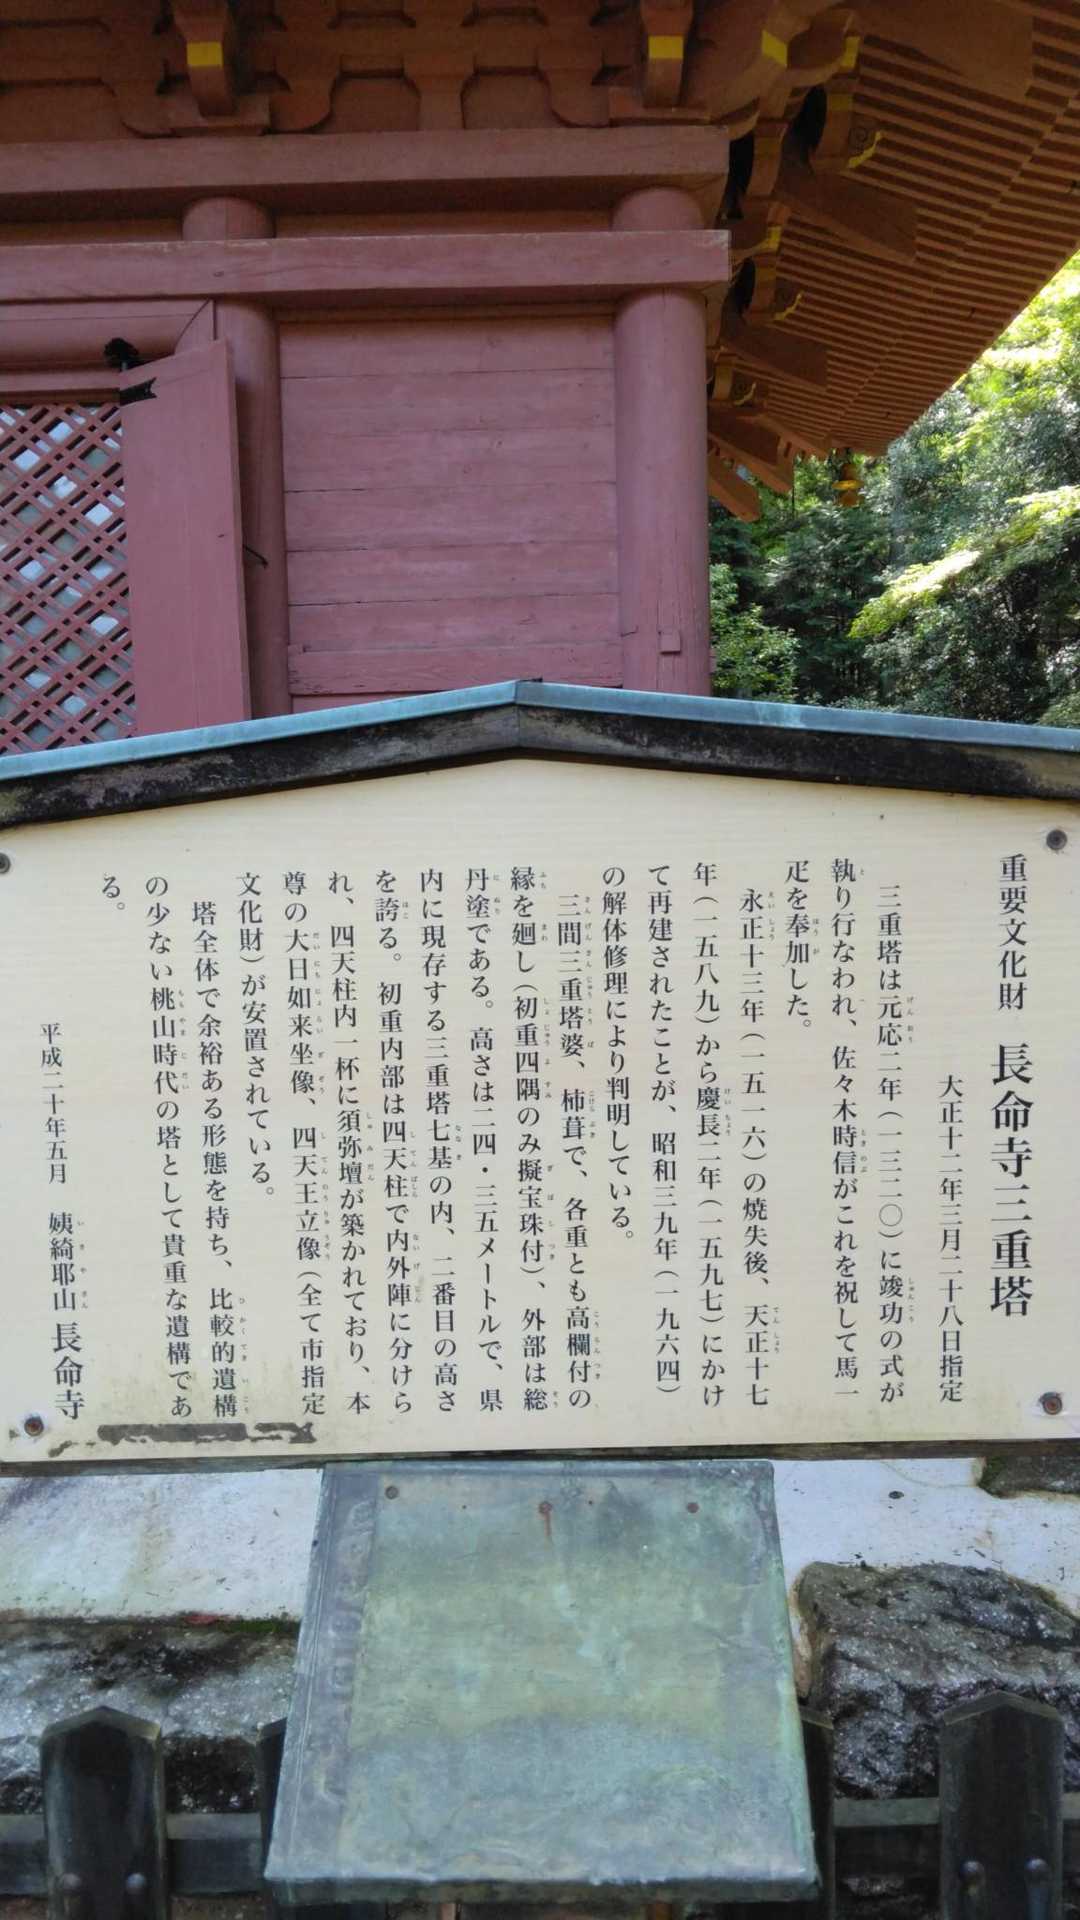 重要文化財　長命寺三重塔
大正十二年三月二十八日指定
三重塔は元応二年（一三二〇）に竣功の式が
執り行なわれ、佐々木時信がこれを祝して馬一
疋を奉加した。
永正十三年（一五一六）の焼失後、天正十七
年（一五八九）から慶長二年（一五九七）にかけ
て再建されたことが、昭和三九年（一九六四）
の解体修理により判明している。
三間三重塔婆、杮葺で、各重とも高欄付の
縁を廻し（初重四隅のみ擬宝珠付）、外部は総
丹塗である。高さは二四・三五メートルで、県
内に現存する三重塔七基の内、二番目の高さ
を誇る。初重内部は四天柱で内外陣に分けら
れ、四天柱内一杯に須弥壇が築かれており、本
尊の大日如来坐像、四天王立像（全て市指定
文化財）が安置されている。
塔全体で余裕ある形態を持ち、比較的遺構
の少ない桃山時代の塔として貴重な遺構であ
る。
平成二十年五月　姨綺耶山 長命寺